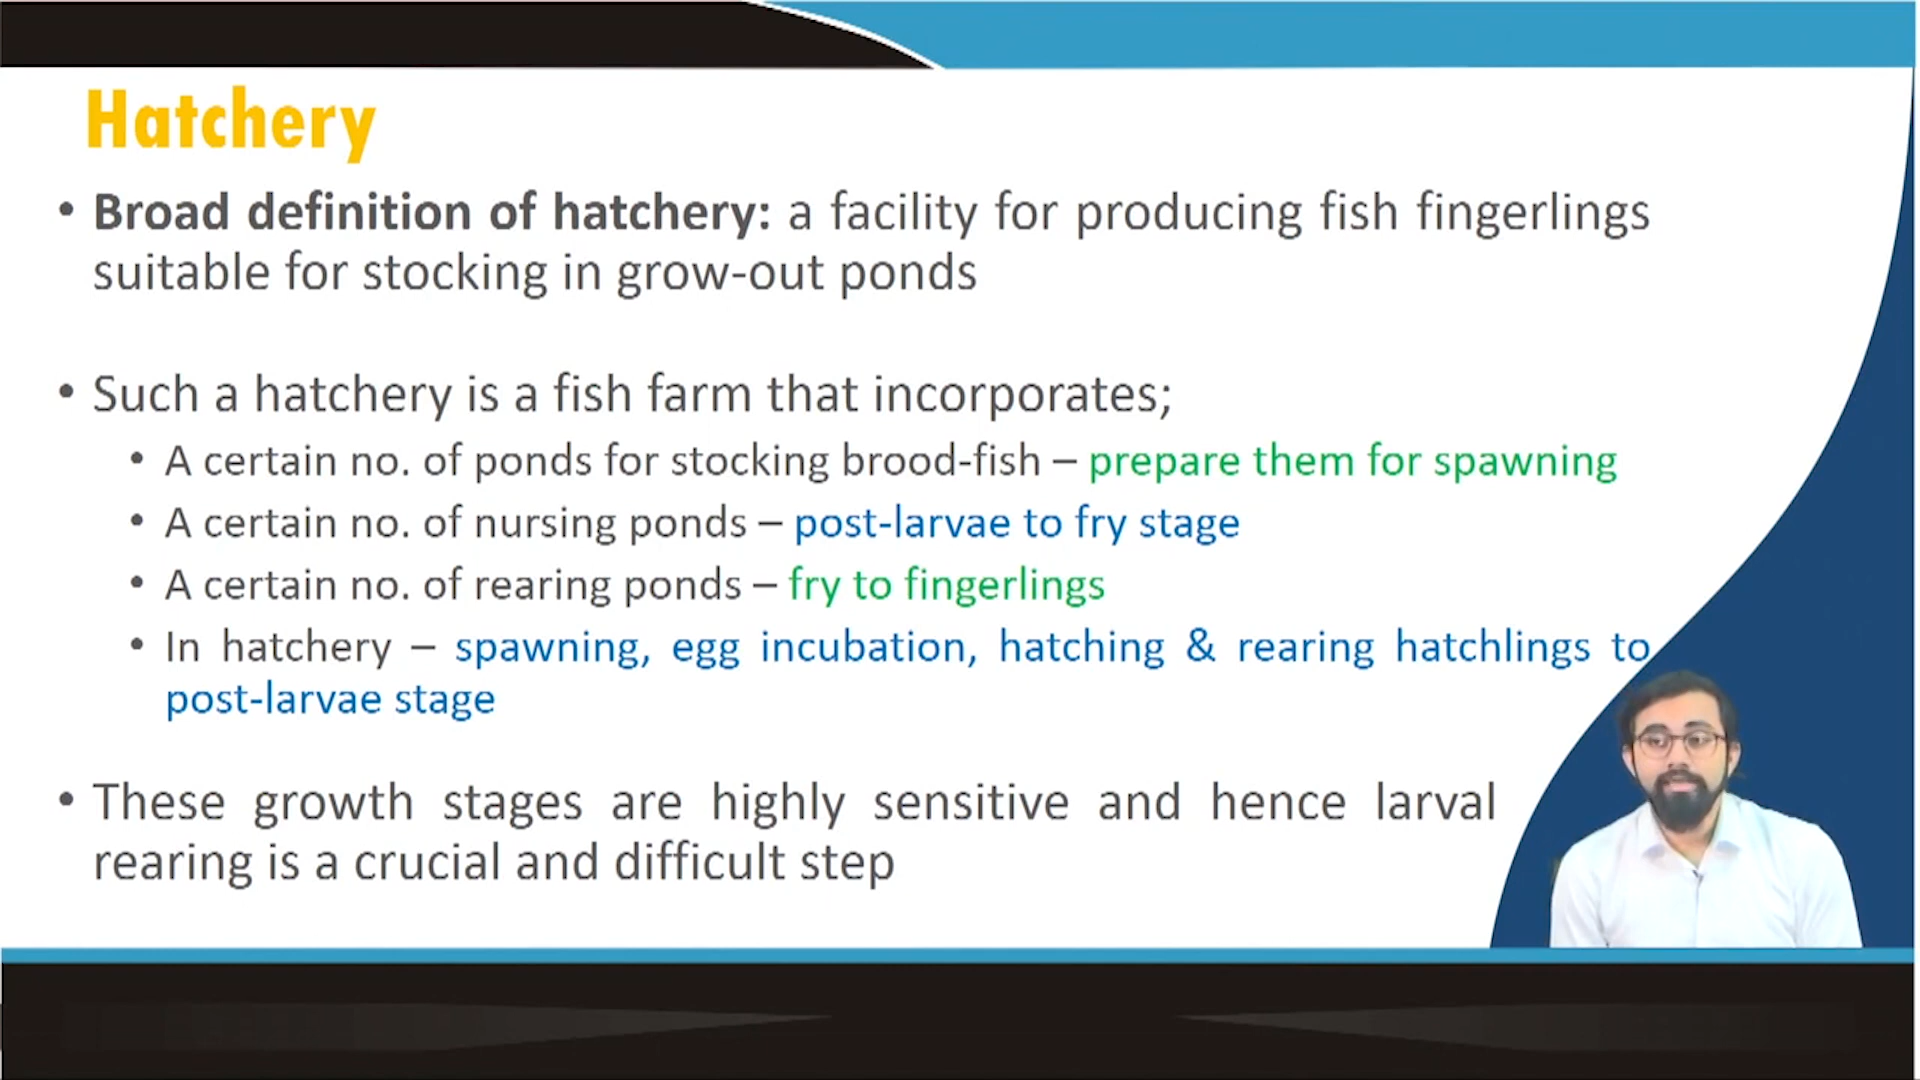 Hatchery
• Broad definition of hatchery: a facility for producing fish fingerlings
suitable for stocking in grow-out ponds
• Such a hatchery is a fish farm that incorporates;
• A certain no. of ponds for stocking brood-fish – prepare them for spawning
• A certain no. of nursing ponds – post-larvae to fry stage
• A certain no. of rearing ponds – fry to fingerlings
• In hatchery – spawning, egg incubation, hatching & rearing hatchlings to
post-larvae stage
• These growth stages are highly sensitive and hence larval
rearing is a crucial and difficult step